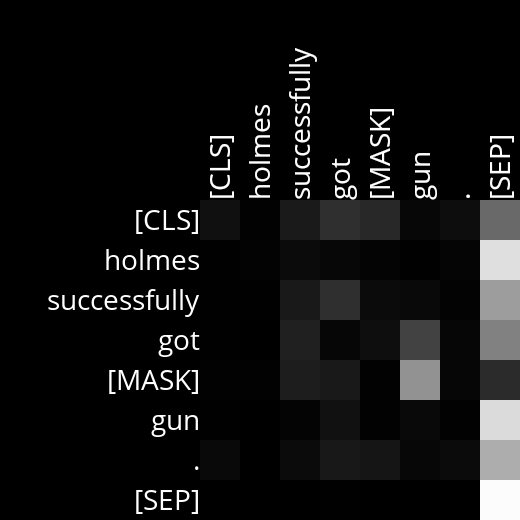 [CLS] holmes successfully got [MASK] gun . [SEP]
[CLS]
holmes
successfully
got
[MASK]
gun
.
[SEP]